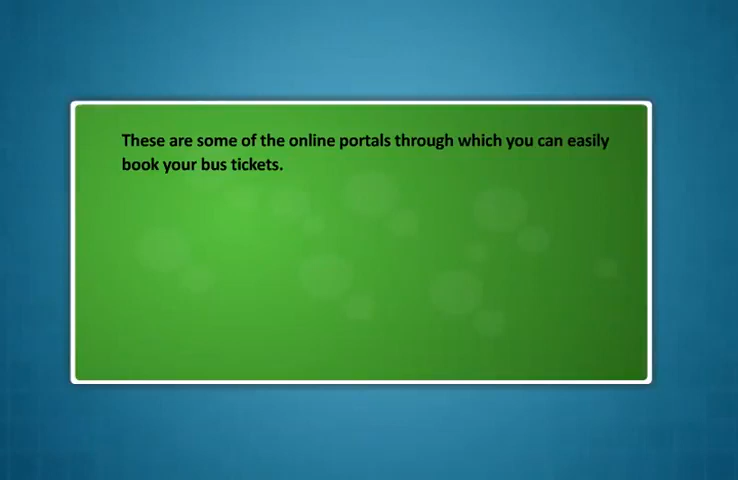 These are some of the online portals through which you can easily
book your bus tickets.